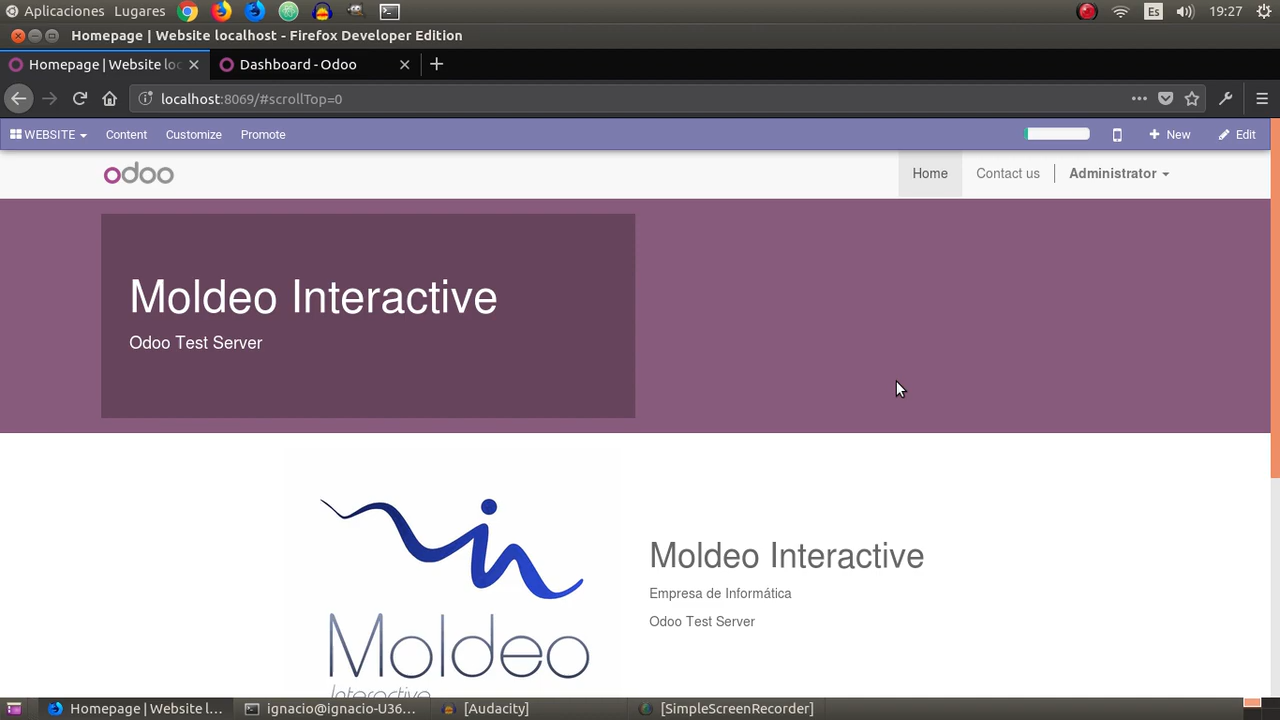 Aplicaciones Lugares Es 19:27
Homepage | Website localhost - Firefox Developer Edition
Homepage | Website loc Dashboard - Odoo
localhost:8069/#scrollTop=0
WEBSITE Content Customize Promote New Edit
odoo Home Contact us Administrator
Moldeo Interactive
Odoo Test Server
Moldeo Interactive
Empresa de Informática
Odoo Test Server
Moldeo
Interactive
Homepage | Website l... ignacio@ignacio-U36... [Audacity] [SimpleScreenRecorder]